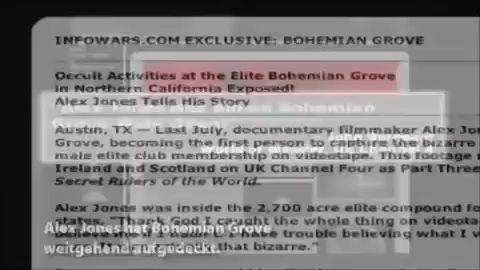 INFOWARS.COM EXCLUSIVE: BOHEMIAN GROVE
Occult Activities at the Elite Bohemian Grove
in Northern California Exposed!
Alex Jones Tells His Story
Austin, TX — Last July, documentary filmmaker Alex Jo
Grove, becoming the first person to capture the bizarre
male elite club membership on videotape. This footage
Ireland and Scotland on UK Channel Four as Part Three
Secret Rulers of the World.
Alex Jones was inside the 2,700 acre elite compound fo
states, "Thank God I caught the whole thing on videota
have trouble believing what I w
that bizarre."
Alex Jones hat Bohemian Grove
weitgehend aufgedeckt.